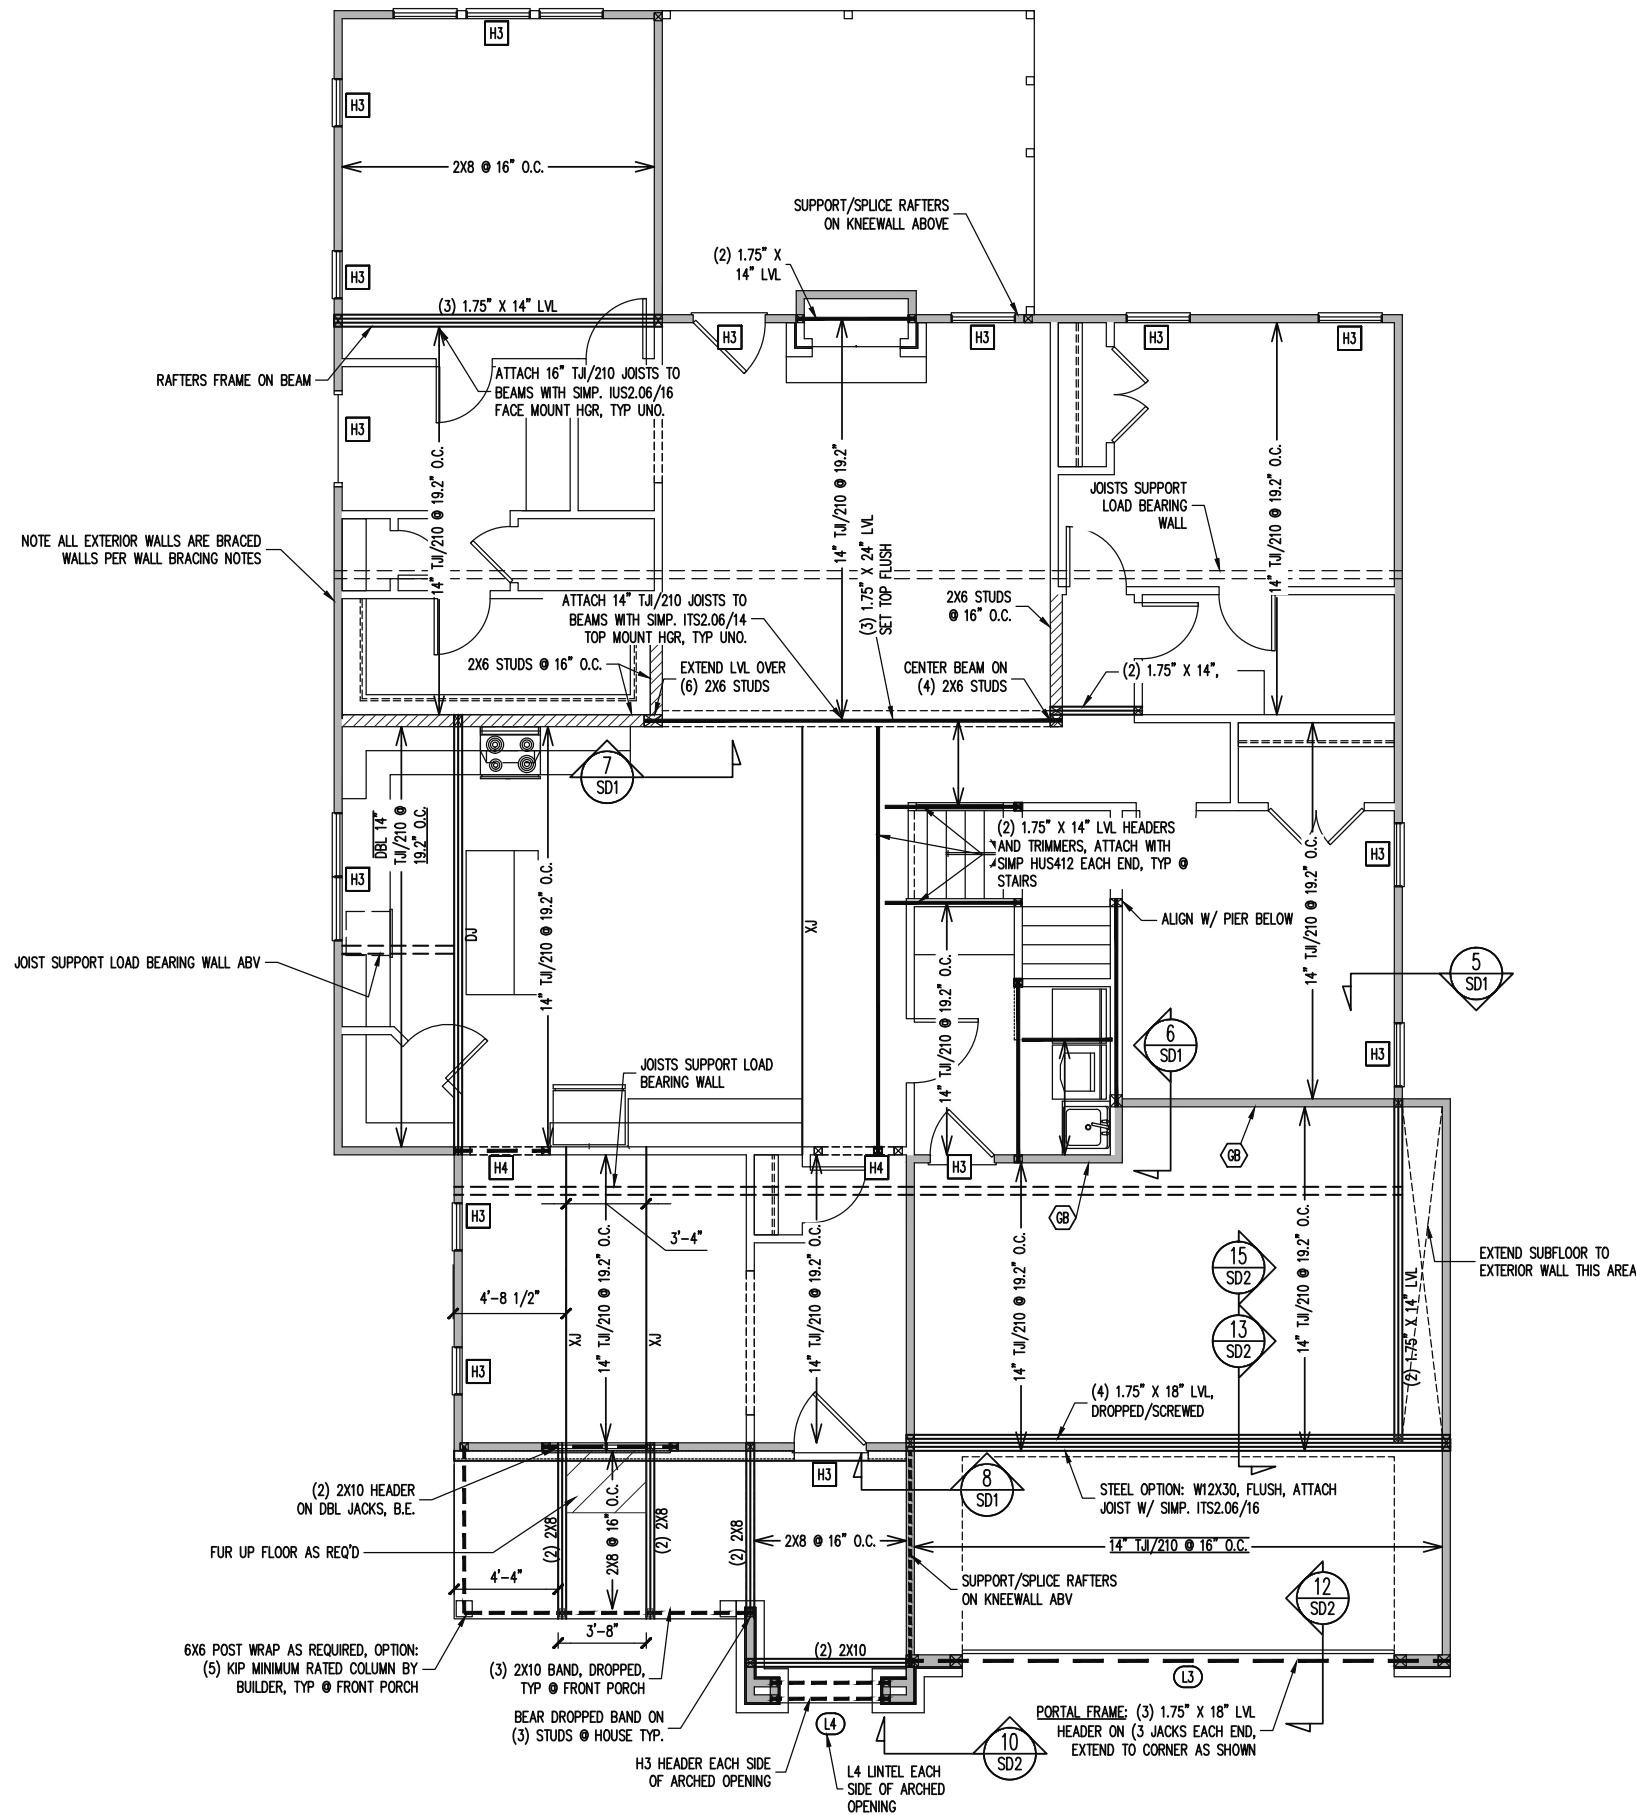 H3
H3
2X8 @ 16" O.C.
SUPPORT/SPLICE RAFTERS
ON KNEEWALL ABOVE
(2) 1.75" X
14" LVL
H3
(3) 1.75" X 14" LVL
H3
H3
H3
H3
RAFTERS FRAME ON BEAM
ATTACH 16" TJI/210 JOISTS TO
BEAMS WITH SIMP. IUS2.06/16
FACE MOUNT HGR, TYP UNO.
H3
14" TJI/210 @ 19.2" O.C.
14" TJI/210 @ 19.2"
14" TJI/210 @ 19.2" O.C.
JOISTS SUPPORT
LOAD BEARING
WALL
NOTE ALL EXTERIOR WALLS ARE BRACED
WALLS PER WALL BRACING NOTES
(3) 1.75" X 24" LVL
SET TOP FLUSH
ATTACH 14" TJI/210 JOISTS TO
BEAMS WITH SIMP. ITS2.06/14
TOP MOUNT HGR, TYP UNO.
2X6 STUDS
@ 16" O.C.
2X6 STUDS @ 16" O.C.
EXTEND LVL OVER
(6) 2X6 STUDS
CENTER BEAM ON
(4) 2X6 STUDS
(2) 1.75" X 14",
7
SD1
DBL 14"
TJI/210 @
19.2" O.C.
H3
(2) 1.75" X 14" LVL HEADERS
AND TRIMMERS, ATTACH WITH
SIMP HUS412 EACH END, TYP @
STAIRS
H3
14" TJI/210 @ 19.2" O.C.
14" TJI/210 @ 19.2" O.C.
ALIGN W/ PIER BELOW
DJ
XJ
JOIST SUPPORT LOAD BEARING WALL ABV
14" TJI/210 @ 19.2" O.C.
5
SD1
6
SD1
H3
JOISTS SUPPORT LOAD
BEARING WALL
H4
H4
H3
GB
GB
H3
3'-4"
14" TJI/210 @ 19.2" O.C.
14" TJI/210 @ 19.2" O.C.
14" TJI/210 @ 19.2" O.C.
14" TJI/210 @ 19.2" O.C.
15
SD2
EXTEND SUBFLOOR TO
EXTERIOR WALL THIS AREA
4'-8 1/2"
XJ
XJ
13
SD2
(2) 1.75" X 14" LVL
H3
(4) 1.75" X 18" LVL,
DROPPED/SCREWED
(2) 2X10 HEADER
ON DBL JACKS, B.E.
H3
8
SD1
STEEL OPTION: W12X30, FLUSH, ATTACH
JOIST W/ SIMP. ITS2.06/16
FUR UP FLOOR AS REQ'D
(2) 2X8
2X8 @ 16" O.C.
(2) 2X8
(2) 2X8
2X8 @ 16" O.C.
14" TJI/210 @ 16" O.C.
4'-4"
SUPPORT/SPLICE RAFTERS
ON KNEEWALL ABV
12
SD2
3'-8"
6X6 POST WRAP AS REQUIRED, OPTION:
(5) KIP MINIMUM RATED COLUMN BY
BUILDER, TYP @ FRONT PORCH
(3) 2X10 BAND, DROPPED,
TYP @ FRONT PORCH
(2) 2X10
L3
BEAR DROPPED BAND ON
(3) STUDS @ HOUSE TYP.
L4
PORTAL FRAME: (3) 1.75" X 18" LVL
HEADER ON (3 JACKS EACH END,
EXTEND TO CORNER AS SHOWN
10
SD2
H3 HEADER EACH SIDE
OF ARCHED OPENING
L4 LINTEL EACH
SIDE OF ARCHED
OPENING